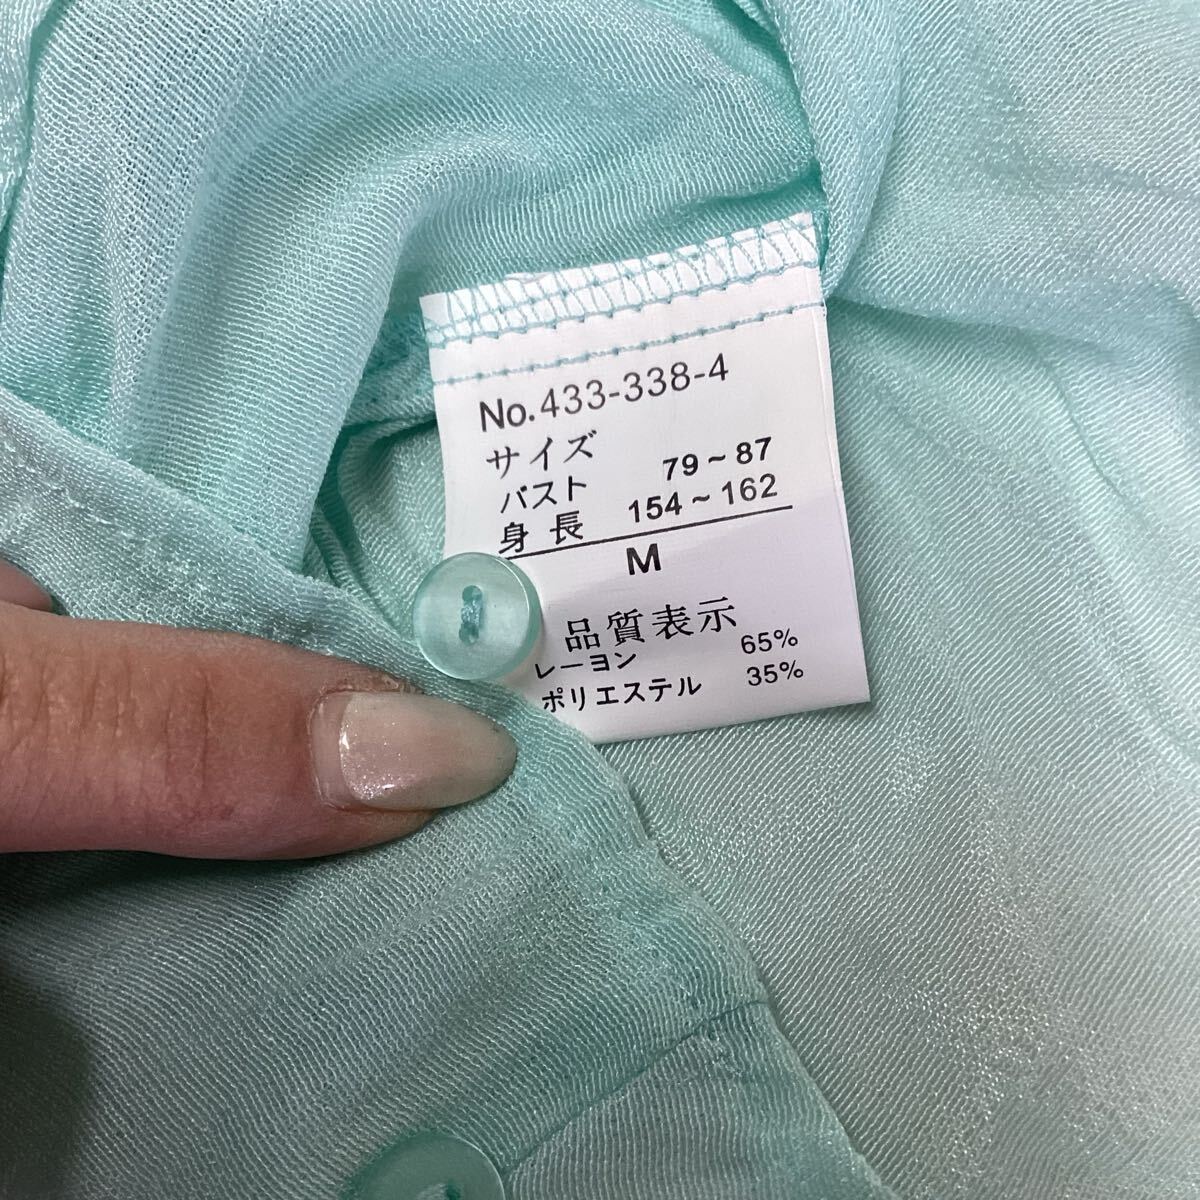 No.433-338-4
サイズ
バスト 79~87
身長 154~162
M
品質表示
レーヨン 65%
ポリエステル 35%